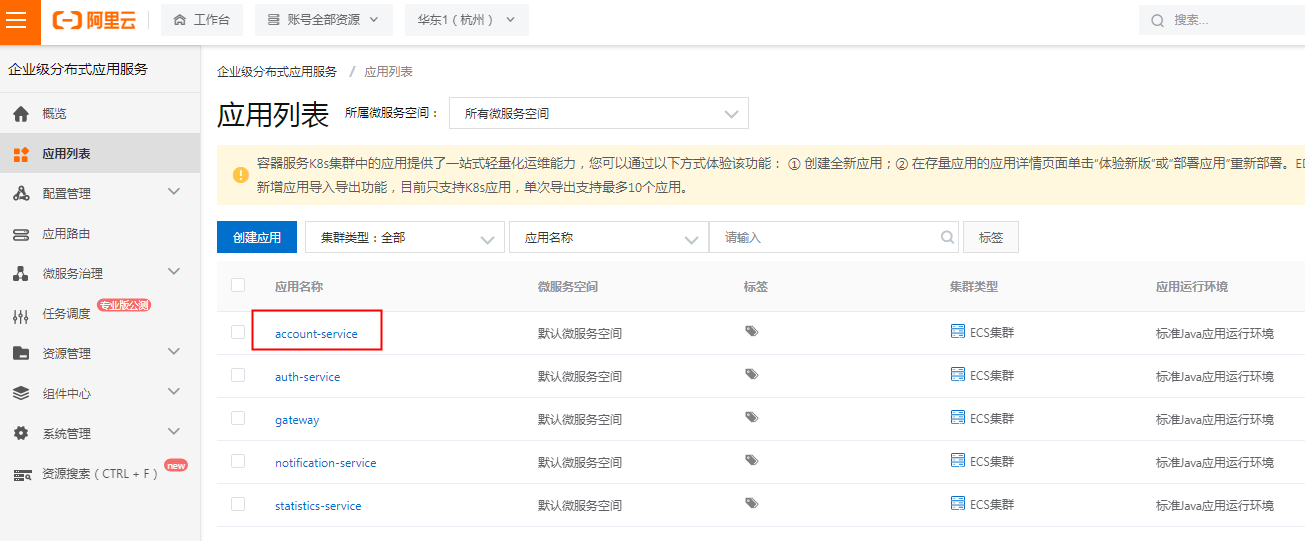 阿里云 工作台 账号全部资源 华东1（杭州） 搜索...
企业级分布式应用服务
概览
应用列表
配置管理
应用路由
微服务治理
任务调度 专业版公测
资源管理
组件中心
系统管理
资源搜索（CTRL + F） new
企业级分布式应用服务 / 应用列表
应用列表 所属微服务空间： 所有微服务空间
容器服务K8s集群中的应用提供了一站式轻量化运维能力，您可以通过以下方式体验该功能： ① 创建全新应用；② 在存量应用的应用详情页面单击"体验新版"或"部署应用"重新部署。
新增应用导入导出功能，目前只支持K8s应用，单次导出支持最多10个应用。
创建应用 集群类型：全部 应用名称 请输入 标签
应用名称 微服务空间 标签 集群类型 应用运行环境
account-service 默认微服务空间 ECS集群 标准Java应用运行环境
auth-service 默认微服务空间 ECS集群 标准Java应用运行环境
gateway 默认微服务空间 ECS集群 标准Java应用运行环境
notification-service 默认微服务空间 ECS集群 标准Java应用运行环境
statistics-service 默认微服务空间 ECS集群 标准Java应用运行环境